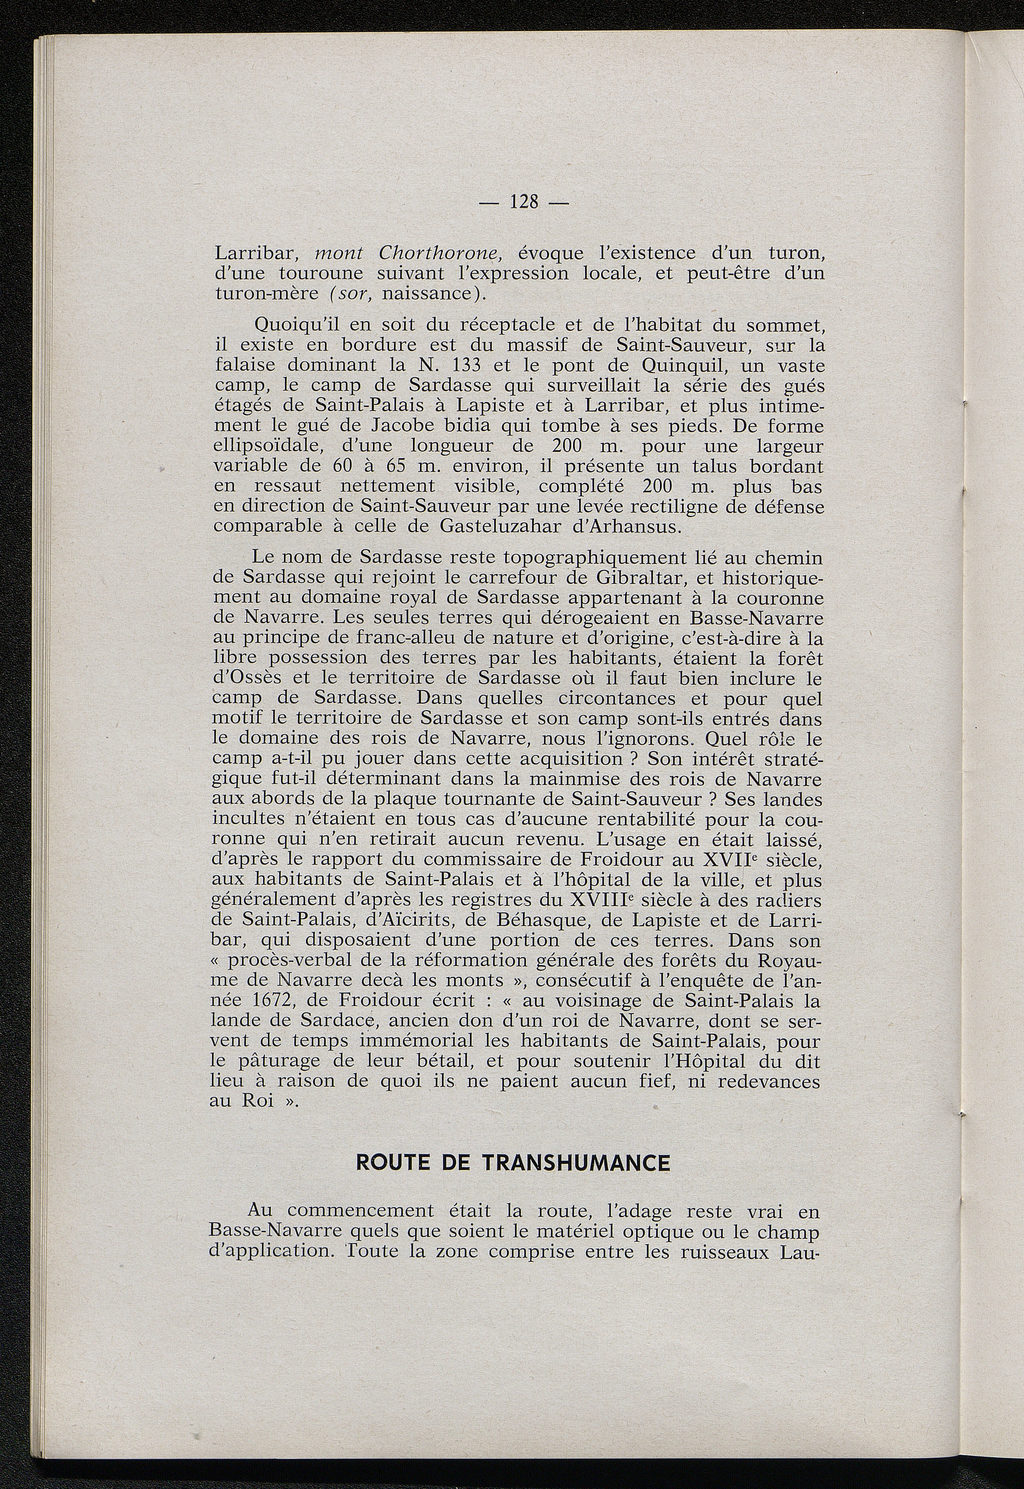 — 128 —
Larribar, mont Chorthorone, évoque l'existence d'un turon,
d'une touroune suivant l'expression locale, et peut-être d'un
turon-mère (sor, naissance).
Quoiqu'il en soit du réceptacle et de l'habitat du sommet,
il existe en bordure est du massif de Saint-Sauveur, sur la
falaise dominant la N. 133 et le pont de Quinquil, un vaste
camp, le camp de Sardasse qui surveillait la série des gués
étagés de Saint-Palais à Lapiste et à Larribar, et plus intime-
ment le gué de Jacobe bidia qui tombe à ses pieds. De forme
ellipsoïdale, d'une longueur de 200 m. pour une largeur
variable de 60 à 65 m. environ, il présente un talus bordant
en ressaut nettement visible, complété 200 m. plus bas
en direction de Saint-Sauveur par une levée rectiligne de défense
comparable à celle de Gasteluzahar d'Arhansus.
Le nom de Sardasse reste topographiquement lié au chemin
de Sardasse qui rejoint le carrefour de Gibraltar, et historique-
ment au domaine royal de Sardasse appartenant à la couronne
de Navarre. Les seules terres qui dérogeaient en Basse-Navarre
au principe de franc-alleu de nature et d'origine, c'est-à-dire à la
libre possession des terres par les habitants, étaient la forêt
d'Ossès et le territoire de Sardasse où il faut bien inclure le
camp de Sardasse. Dans quelles circontances et pour quel
motif le territoire de Sardasse et son camp sont-ils entrés dans
le domaine des rois de Navarre, nous l'ignorons. Quel rôle le
camp a-t-il pu jouer dans cette acquisition ? Son intérêt straté-
gique fut-il déterminant dans la mainmise des rois de Navarre
aux abords de la plaque tournante de Saint-Sauveur ? Ses landes
incultes n'étaient en tous cas d'aucune rentabilité pour la cou-
ronne qui n'en retirait aucun revenu. L'usage en était laissé,
d'après le rapport du commissaire de Froidour au XVIIe siècle,
aux habitants de Saint-Palais et à l'hôpital de la ville, et plus
généralement d'après les registres du XVIIIe siècle à des radiers
de Saint-Palais, d'Aïcirits, de Béhasque, de Lapiste et de Larri-
bar, qui disposaient d'une portion de ces terres. Dans son
« procès-verbal de la réformation générale des forêts du Royau-
me de Navarre decà les monts », consécutif à l'enquête de l'an-
née 1672, de Froidour écrit : « au voisinage de Saint-Palais la
lande de Sardace, ancien don d'un roi de Navarre, dont se ser-
vent de temps immémorial les habitants de Saint-Palais, pour
le pâturage de leur bétail, et pour soutenir l'Hôpital du dit
lieu à raison de quoi ils ne paient aucun fief, ni redevances
au Roi ».
ROUTE DE TRANSHUMANCE
Au commencement était la route, l'adage reste vrai en
Basse-Navarre quels que soient le matériel optique ou le champ
d'application. Toute la zone comprise entre les ruisseaux Lau-